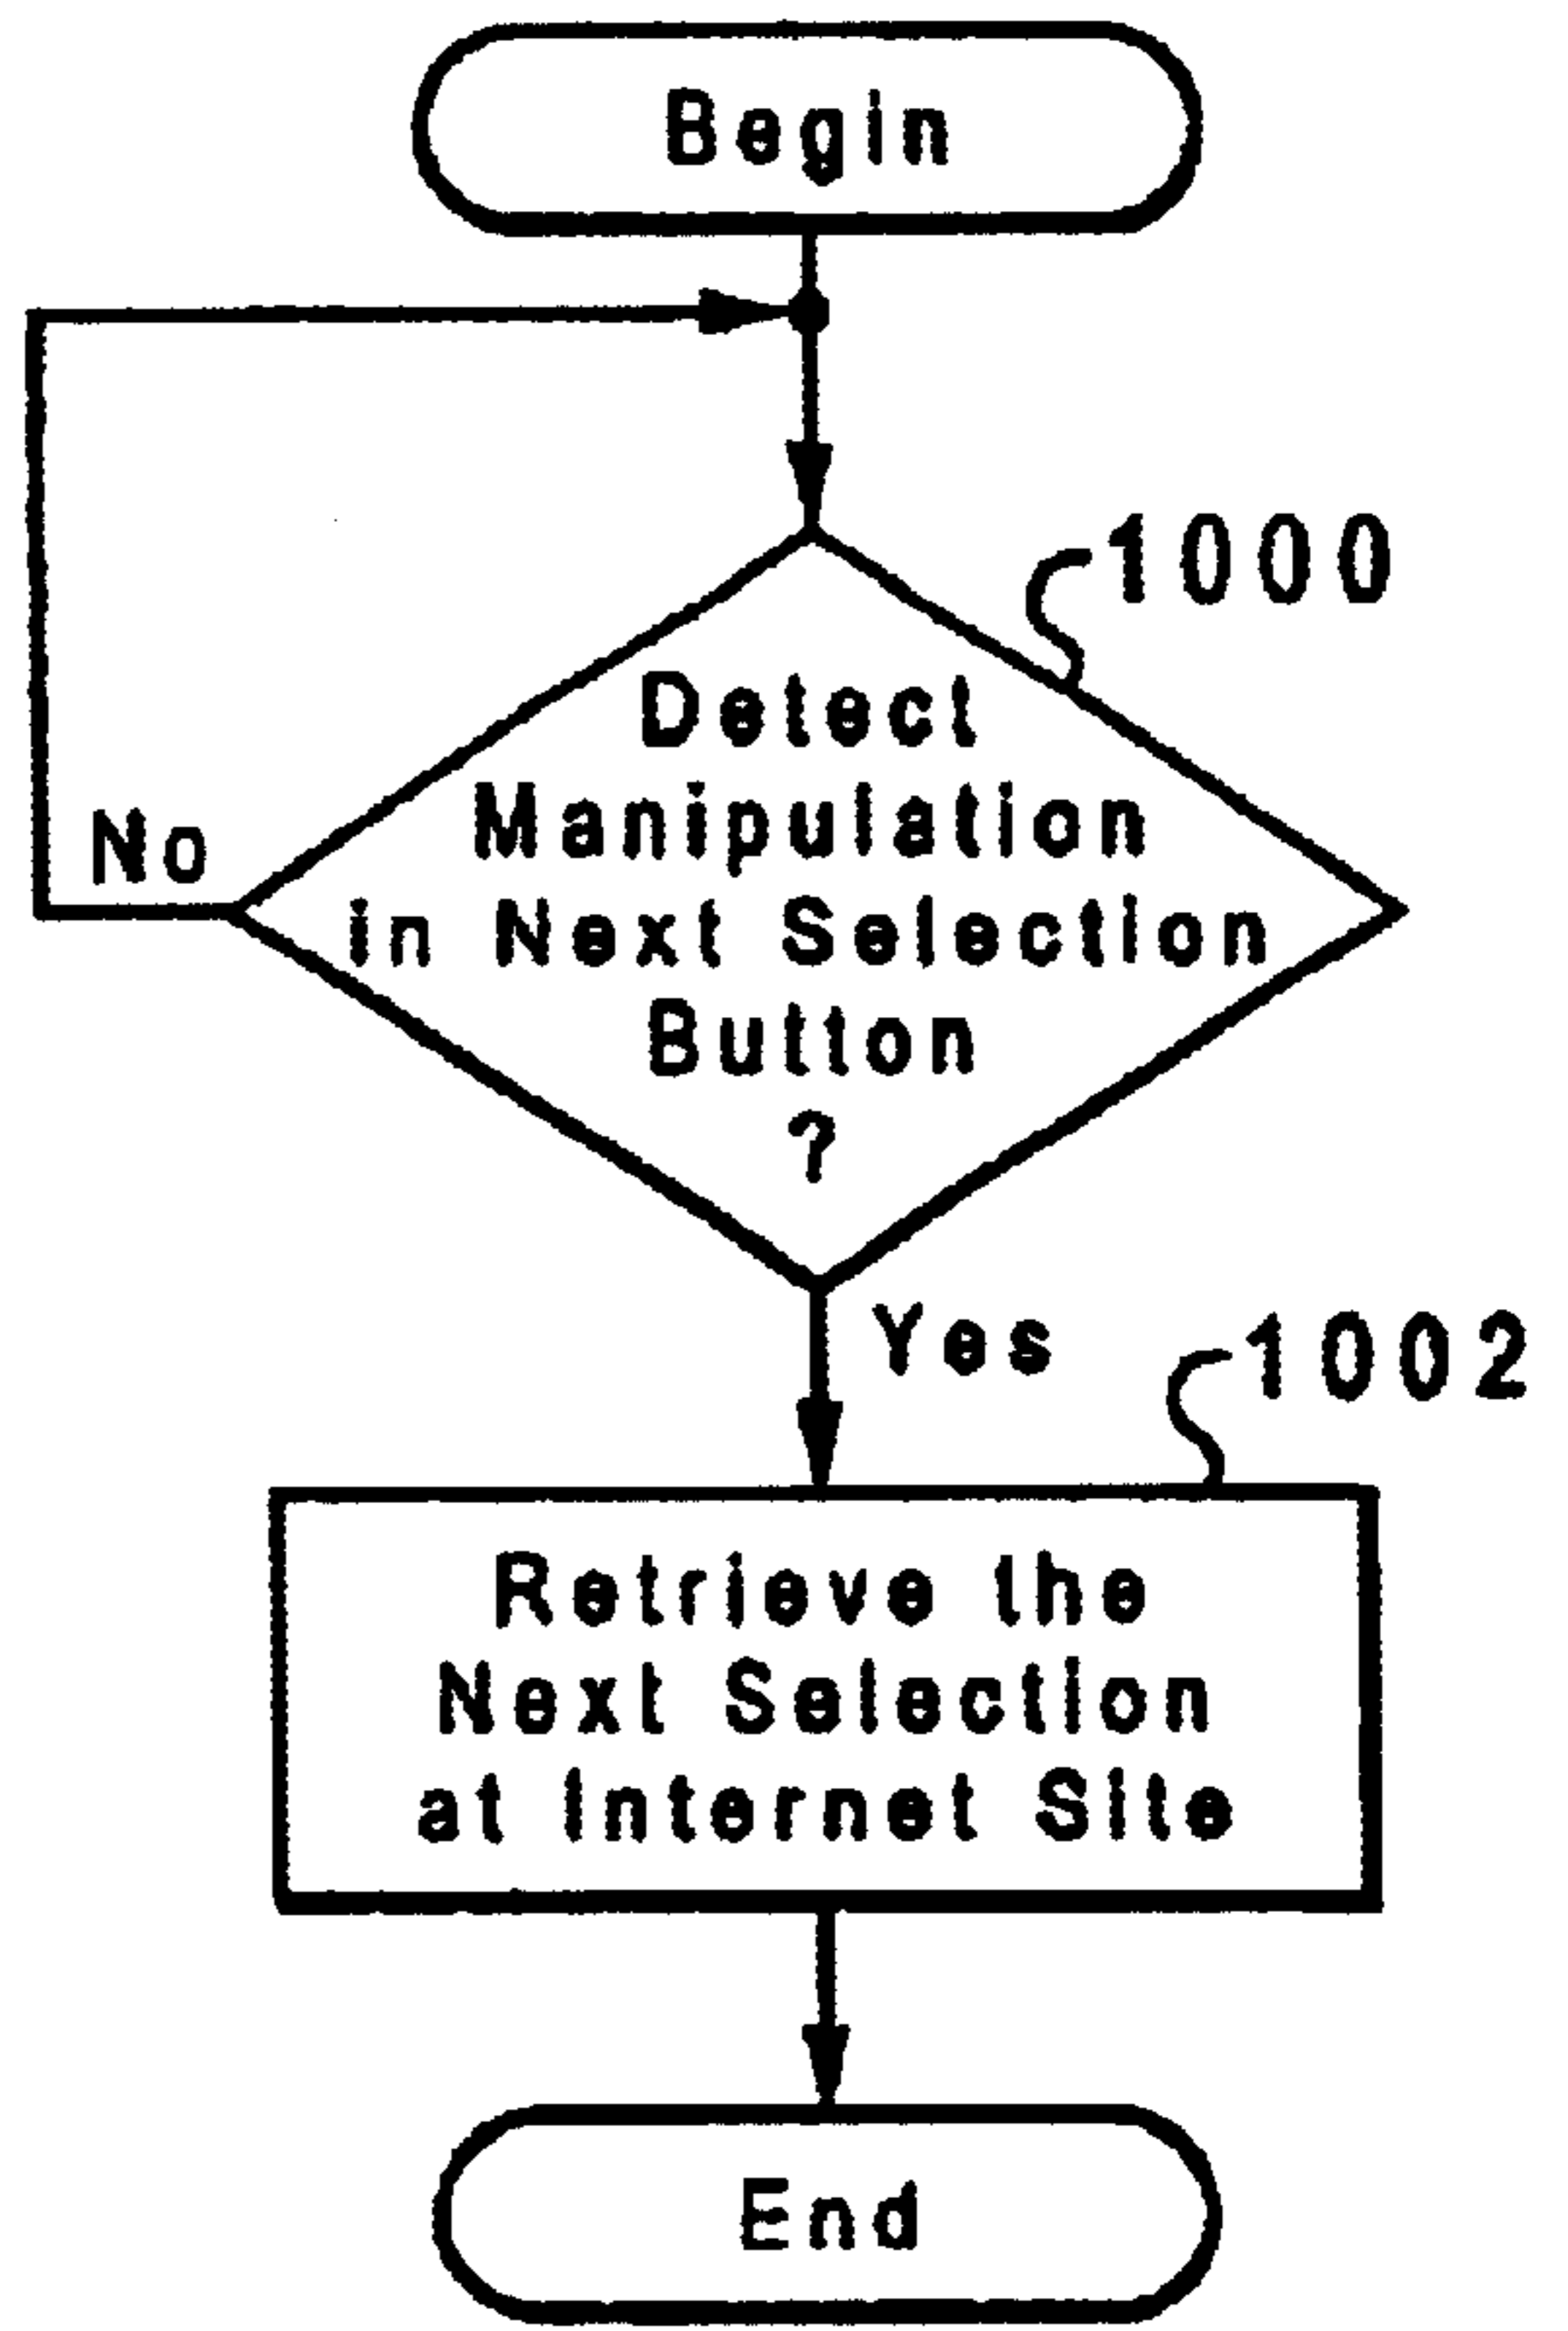 Begin
1000
Detect
Manipulation
in Next Selection
Button
?
No
Yes
1002
Retrieve the
Next Selection
at Internet Site
End